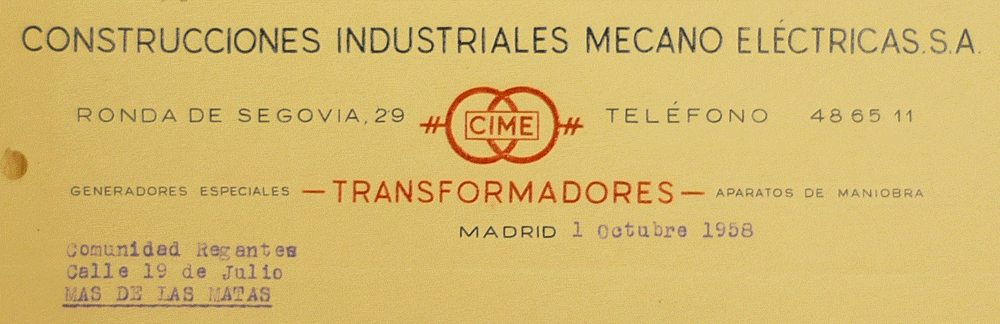 CONSTRUCCIONES INDUSTRIALES MECANO ELÉCTRICAS.S.A.
RONDA DE SEGOVIA, 29 CIME TELÉFONO 48 65 11
GENERADORES ESPECIALES — TRANSFORMADORES — APARATOS DE MANIOBRA
MADRID 1 Octubre 1958
Comunidad Regantes
Calle 19 de Julio
MAS DE LAS MATAS